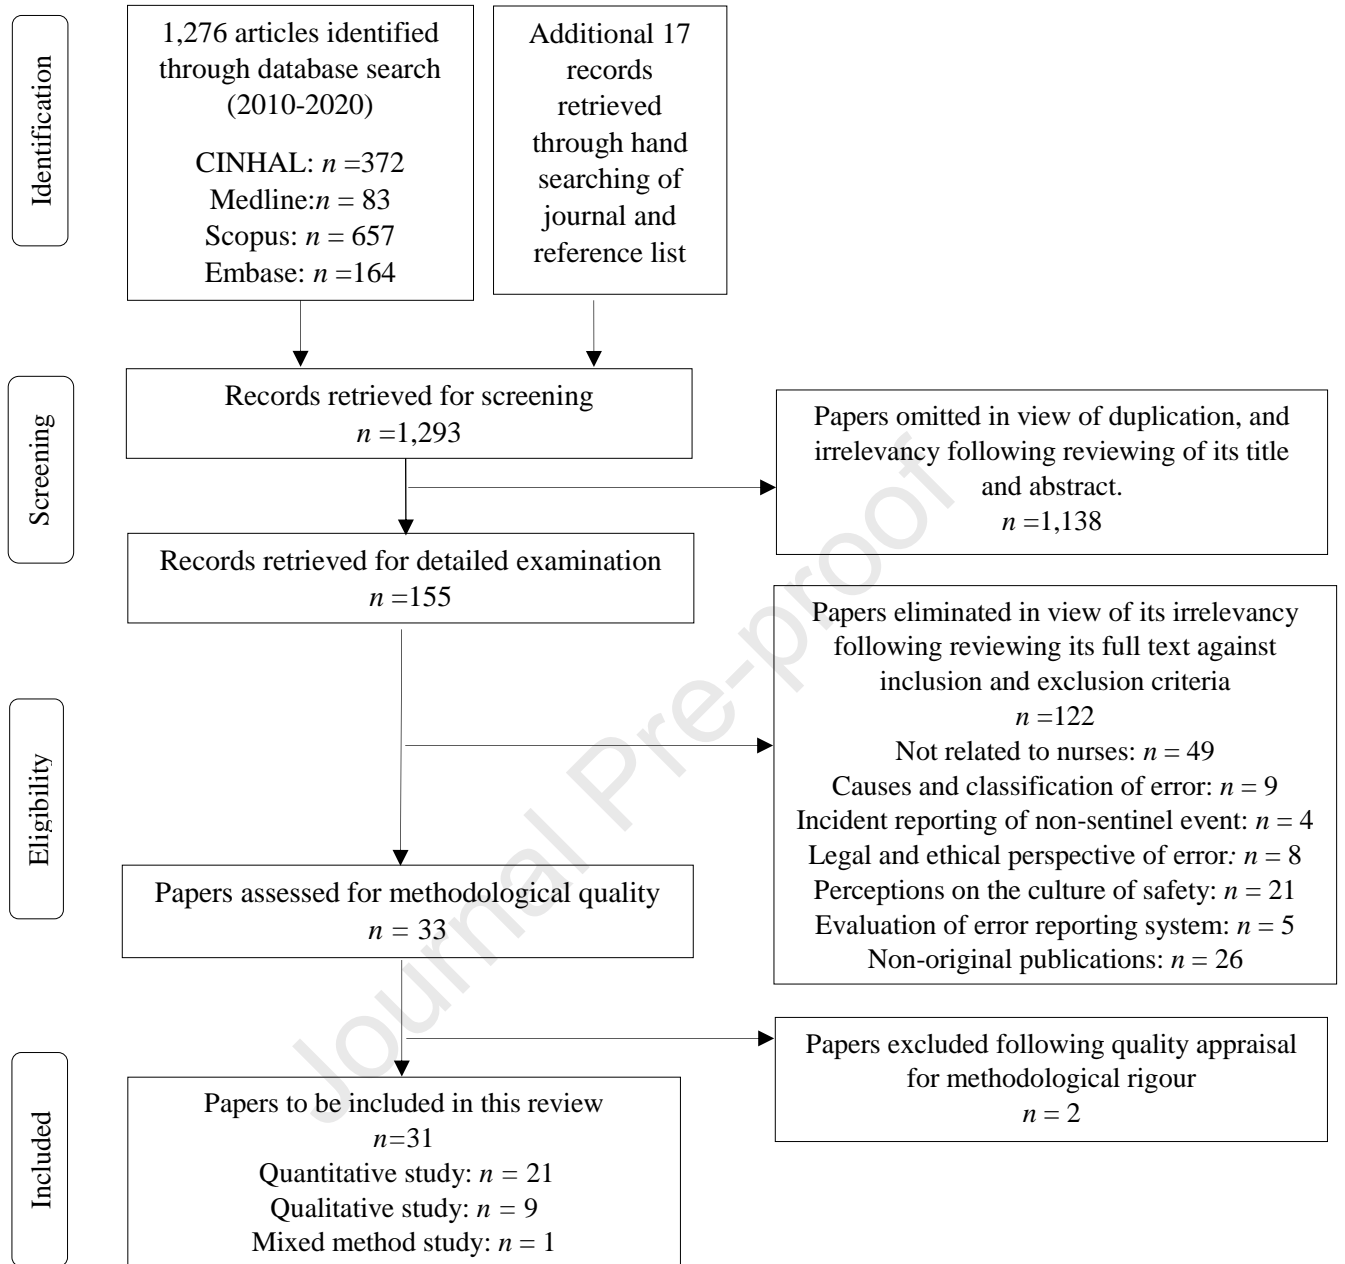 Identification
1,276 articles identified
through database search
(2010-2020)
CINHAL: n =372
Medline:n = 83
Scopus: n = 657
Embase: n =164
Additional 17
records
retrieved
through hand
searching of
journal and
reference list
Screening
Records retrieved for screening
n =1,293
Papers omitted in view of duplication, and
irrelevancy following reviewing of its title
and abstract.
n =1,138
Records retrieved for detailed examination
n =155
Eligibility
Papers eliminated in view of its irrelevancy
following reviewing its full text against
inclusion and exclusion criteria
n =122
Not related to nurses: n = 49
Causes and classification of error: n = 9
Incident reporting of non-sentinel event: n = 4
Legal and ethical perspective of error: n = 8
Perceptions on the culture of safety: n = 21
Evaluation of error reporting system: n = 5
Non-original publications: n = 26
Papers assessed for methodological quality
n = 33
Papers excluded following quality appraisal
for methodological rigour
n = 2
Included
Papers to be included in this review
n=31
Quantitative study: n = 21
Qualitative study: n = 9
Mixed method study: n = 1
Journal Pre-proof